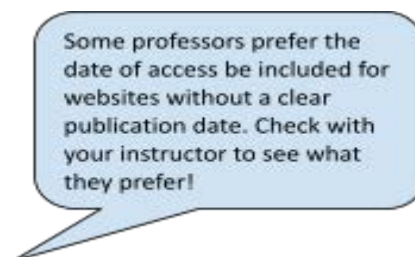 Some professors prefer the
date of access be included for
websites without a clear
publication date. Check with
your instructor to see what
they prefer!